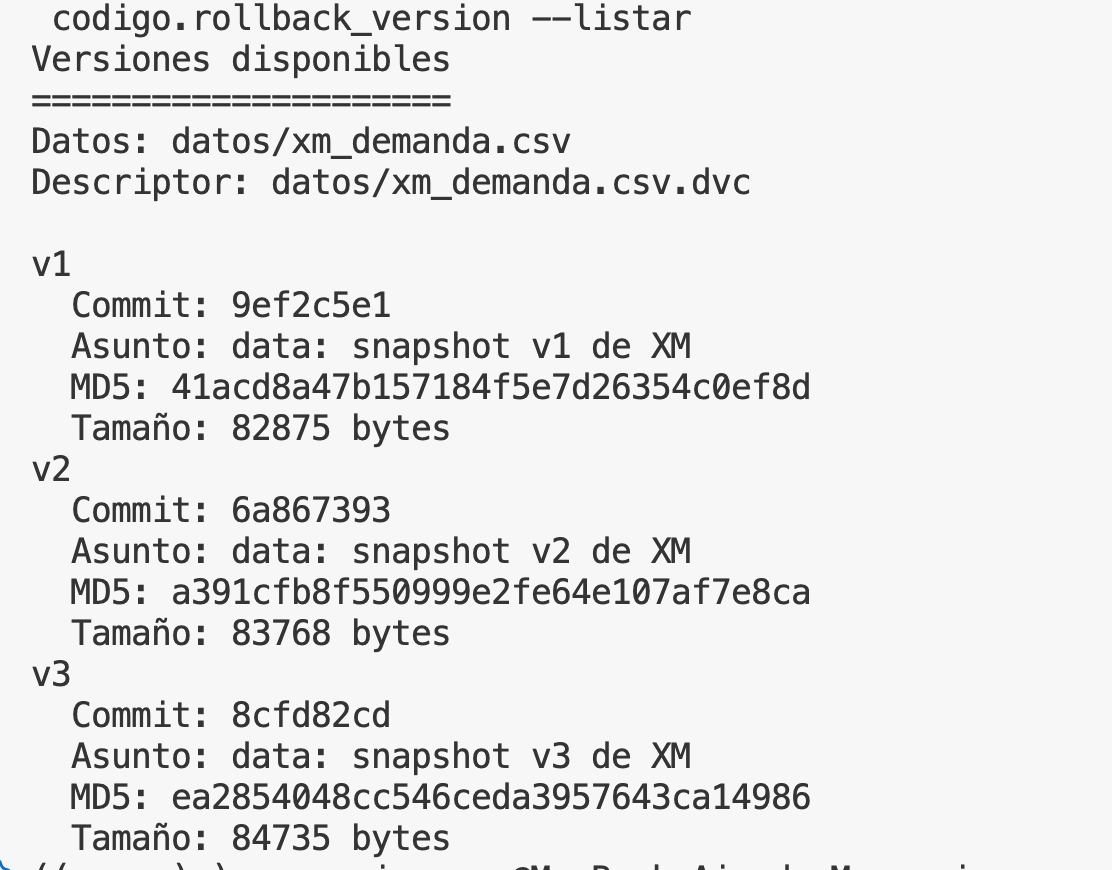 codigo.rollback_version --listar
Versiones disponibles
=====================
Datos: datos/xm_demanda.csv
Descriptor: datos/xm_demanda.csv.dvc
v1
Commit: 9ef2c5e1
Asunto: data: snapshot v1 de XM
MD5: 41acd8a47b157184f5e7d26354c0ef8d
Tamaño: 82875 bytes
v2
Commit: 6a867393
Asunto: data: snapshot v2 de XM
MD5: a391cfb8f550999e2fe64e107af7e8ca
Tamaño: 83768 bytes
v3
Commit: 8cfd82cd
Asunto: data: snapshot v3 de XM
MD5: ea2854048cc546ceda3957643ca14986
Tamaño: 84735 bytes